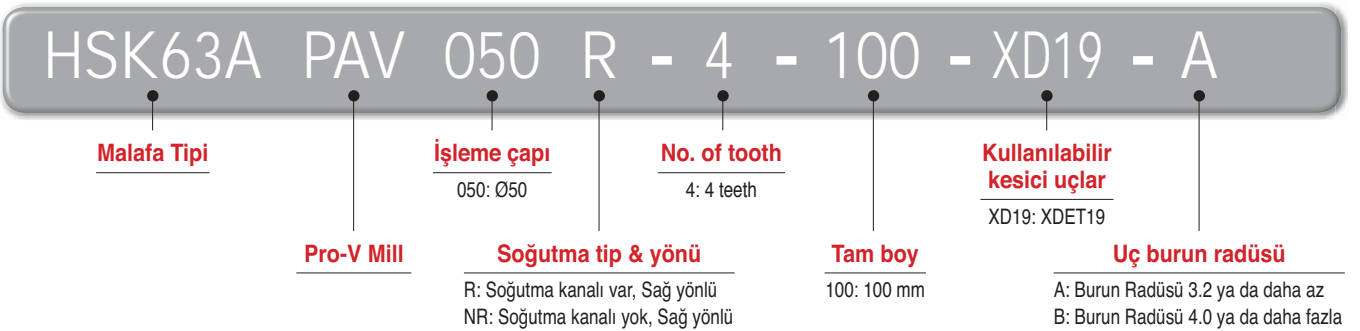 HSK63A PAV 050 R - 4 - 100 - XD19 - A
Malafa Tipi
İşleme çapı
050: Ø50
No. of tooth
4: 4 teeth
Kullanılabilir
kesici uçlar
XD19: XDET19
Pro-V Mill
Soğutma tip & yönü
R: Soğutma kanalı var, Sağ yönlü
NR: Soğutma kanalı yok, Sağ yönlü
Tam boy
100: 100 mm
Uç burun radüsü
A: Burun Radüsü 3.2 ya da daha az
B: Burun Radüsü 4.0 ya da daha fazla